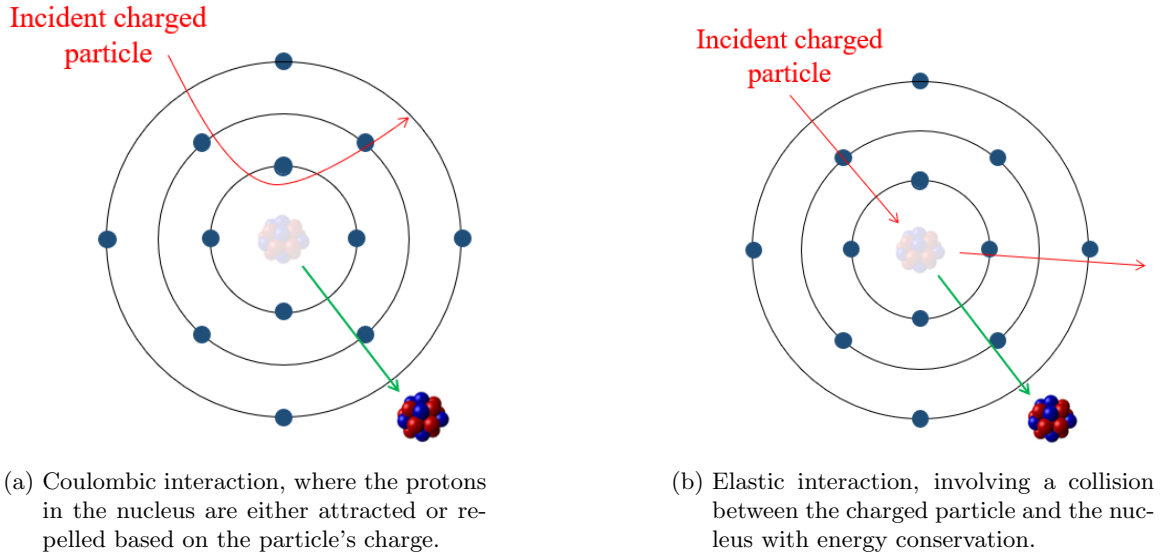 Incident charged
particle
Incident charged
particle
(a) Coulombic interaction, where the protons
in the nucleus are either attracted or re-
pelled based on the particle's charge.
(b) Elastic interaction, involving a collision
between the charged particle and the nu-
cleus with energy conservation.